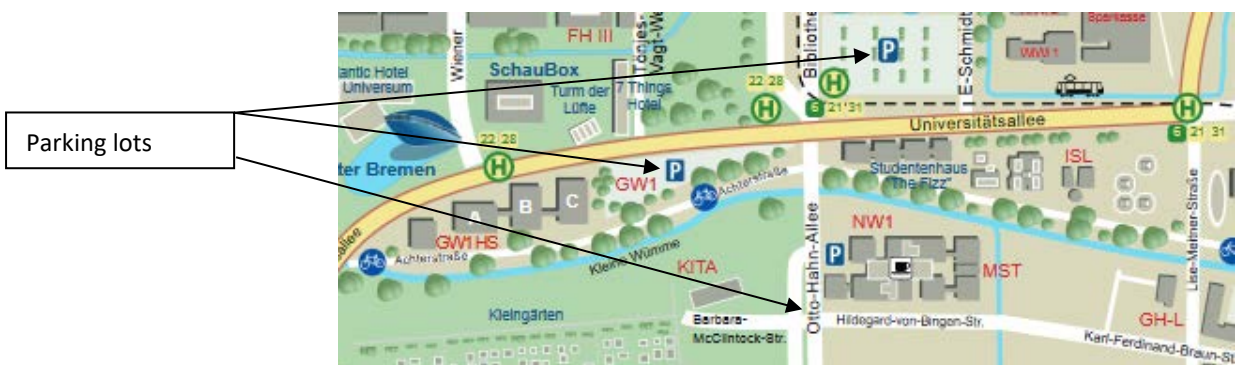 Parking lots
FH III
Wiener
Tönjes-
Vagt-We
Bibliothe
E-Schmidt
WW 1
Sparkasse
P
antic Hotel
Universum
SchauBox
Turm der
Lüfte
7
Things
Hotel
22 28
H
H
6 21 31
Universitätsallee
H
6 21 31
22 28
H
ter Bremen
GW1
P
Achterstraße
Studentenhaus
"The Fizz"
ISL
A
B
C
GW1 HS
Achterstraße
allee
Kleine Wümme
KITA
Otto-Hahn-Allee
NW1
P
MST
Lise-Meitner-Straße
Kleingärten
Barbara-
McClintock-Str.
Hildegard-von-Bingen-Str.
GH-L
Karl-Ferdinand-Braun-St